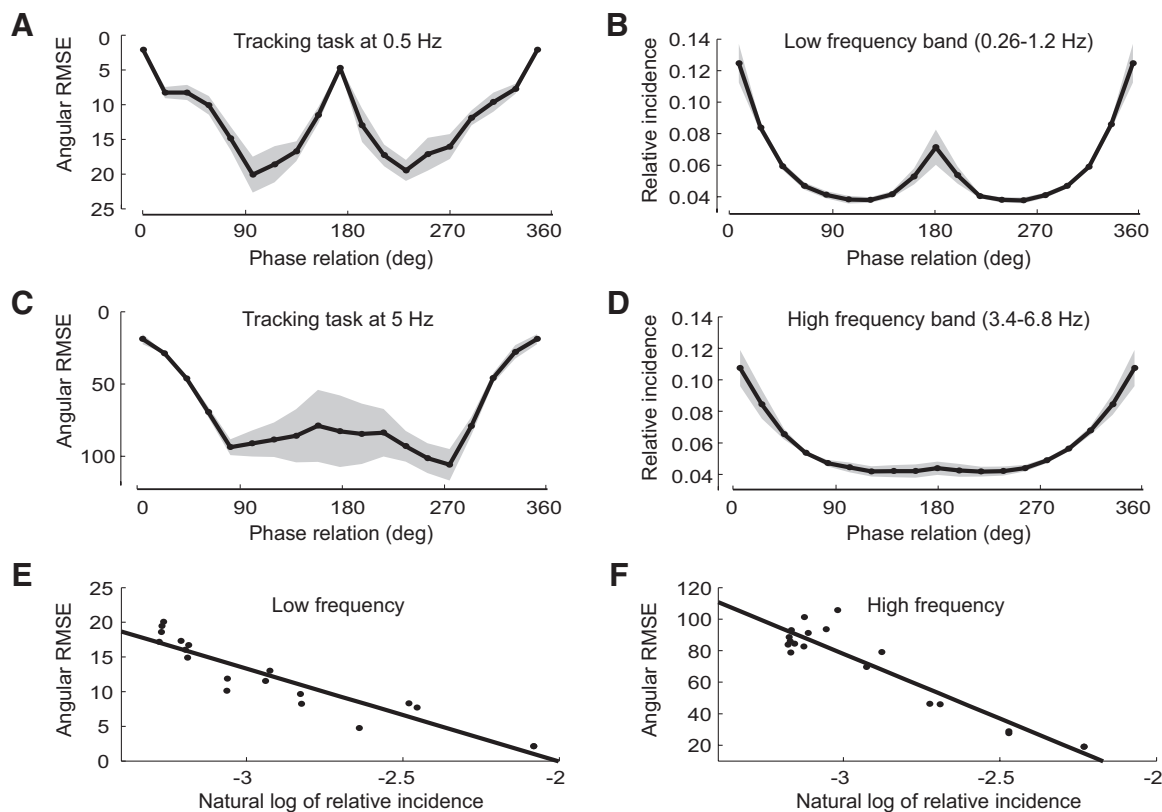 A
Tracking task at 0.5 Hz
Angular RMSE
0
5
10
15
20
25
0 90 180 270 360
Phase relation (deg)
B
Low frequency band (0.26-1.2 Hz)
Relative incidence
0.14
0.12
0.10
0.08
0.06
0.04
0 90 180 270 360
Phase relation (deg)
C
Tracking task at 5 Hz
Angular RMSE
0
50
100
0 90 180 270 360
Phase relation (deg)
D
High frequency band (3.4-6.8 Hz)
Relative incidence
0.14
0.12
0.10
0.08
0.06
0.04
0 90 180 270 360
Phase relation (deg)
E
Low frequency
Angular RMSE
25
20
15
10
5
0
-3 -2.5 -2
Natural log of relative incidence
F
High frequency
Angular RMSE
120
100
80
60
40
20
-3 -2.5 -2
Natural log of relative incidence